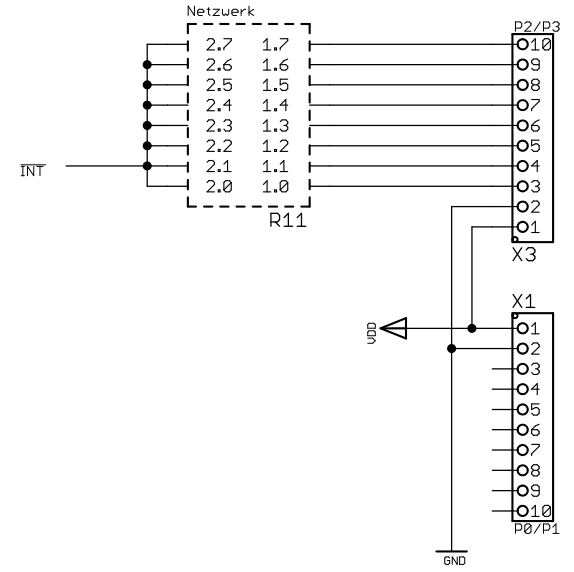 Netzwerk
P2/P3
2.7 1.7 10
2.6 1.6 9
2.5 1.5 8
2.4 1.4 7
2.3 1.3 6
2.2 1.2 5
INT 2.1 1.1 4
2.0 1.0 3
2
R11
1
X3
X1
VDD
1
2
3
4
5
6
7
8
9
10
P0/P1
GND